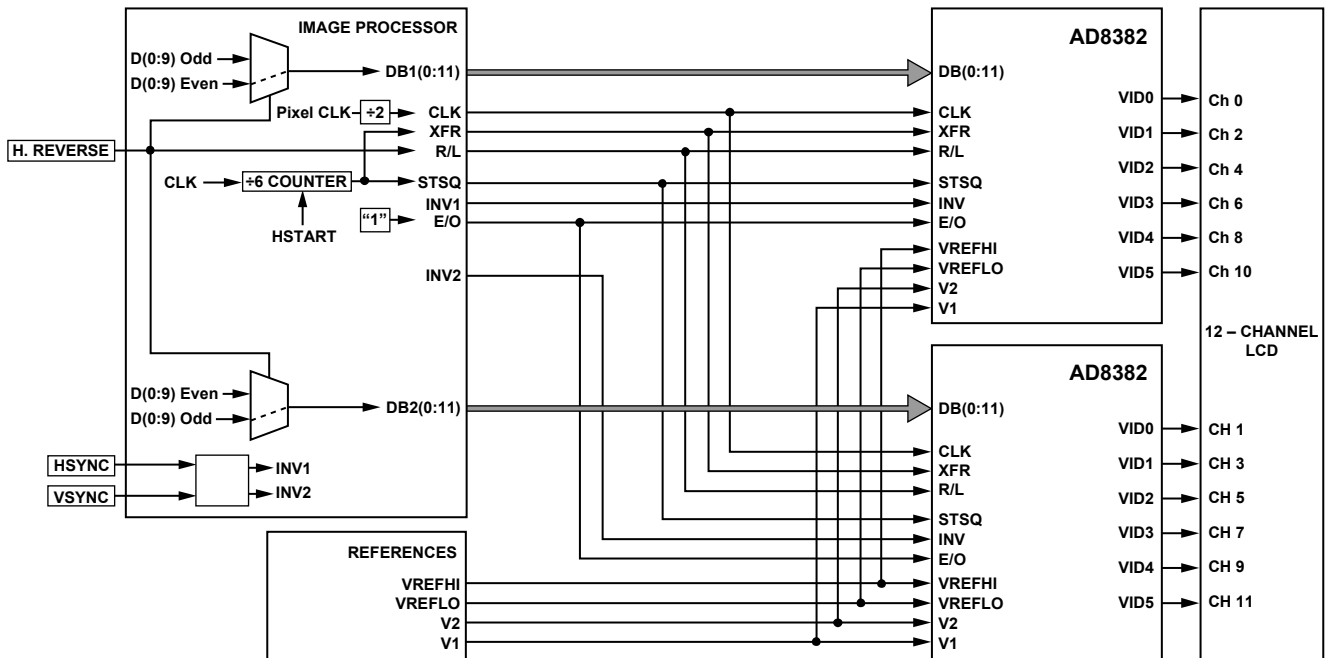 IMAGE PROCESSOR
D(0:9) Odd
D(0:9) Even
DB1(0:11)
Pixel CLK
÷2
CLK
XFR
H. REVERSE
R/L
CLK
÷6 COUNTER
STSQ
INV1
"1"
E/O
HSTART
INV2
D(0:9) Even
D(0:9) Odd
DB2(0:11)
HSYNC
VSYNC
INV1
INV2
REFERENCES
VREFHI
VREFLO
V2
V1
AD8382
DB(0:11)
CLK
XFR
R/L
STSQ
INV
E/O
VREFHI
VREFLO
V2
V1
VID0
VID1
VID2
VID3
VID4
VID5
AD8382
DB(0:11)
CLK
XFR
R/L
STSQ
INV
E/O
VREFHI
VREFLO
V2
V1
VID0
VID1
VID2
VID3
VID4
VID5
Ch 0
Ch 2
Ch 4
Ch 6
Ch 8
Ch 10
12 – CHANNEL
LCD
CH 1
CH 3
CH 5
CH 7
CH 9
CH 11